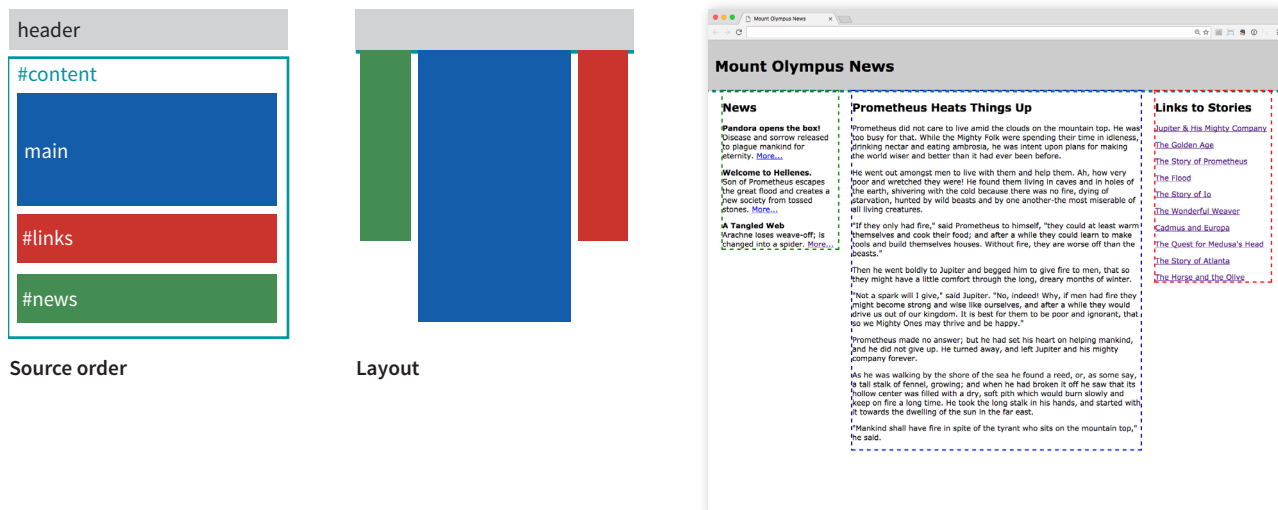 header
#content
main
#links
#news
Source order
Layout
Mount Olympus News
Mount Olympus News
News
Pandora opens the box!
Disease and sorrow released
to plague mankind for
eternity. More...
Welcome to Hellenes.
Son of Prometheus escapes
the great flood and creates a
new society from tossed
stones. More...
A Tangled Web
Arachne loses weave-off; is
changed into a spider. More...
Prometheus Heats Things Up
Prometheus did not care to live amid the clouds on the mountain top. He was
too busy for that. While the Mighty Folk were spending their time in idleness,
drinking nectar and eating ambrosia, he was intent upon plans for making
the world wiser and better than it had ever been before.
He went out amongst men to live with them and help them. Ah, how very
poor and wretched they were! He found them living in caves and in holes of
the earth, shivering with the cold because there was no fire, dying of
starvation, hunted by wild beasts and by one another-the most miserable of
all living creatures.
"If they only had fire," said Prometheus to himself, "they could at least warm
themselves and cook their food; and after a while they could learn to make
tools and build themselves houses. Without fire, they are worse off than the
beasts."
Then he went boldly to Jupiter and begged him to give fire to men, that so
they might have a little comfort through the long, dreary months of winter.
"Not a spark will I give," said Jupiter. "No, indeed! Why, if men had fire they
might become strong and wise like ourselves, and after a while they would
drive us out of our kingdom. It is best for them to be poor and ignorant, that
so we Mighty Ones may thrive and be happy."
Prometheus made no answer; but he had set his heart on helping mankind,
and he did not give up. He turned away, and left Jupiter and his mighty
company forever.
As he was walking by the shore of the sea he found a reed, or, as some say,
a tall stalk of fennel, growing; and when he had broken it off he saw that its
hollow center was filled with a dry, soft pith which would burn slowly and
keep on fire a long time. He took the long stalk in his hands, and started with
it towards the dwelling of the sun in the far east.
"Mankind shall have fire in spite of the tyrant who sits on the mountain top,"
he said.
Links to Stories
Jupiter & His Mighty Company
The Golden Age
The Story of Prometheus
The Flood
The Story of Io
The Wonderful Weaver
Cadmus and Europa
The Quest for Medusa's Head
The Story of Atlanta
The Horse and the Olive